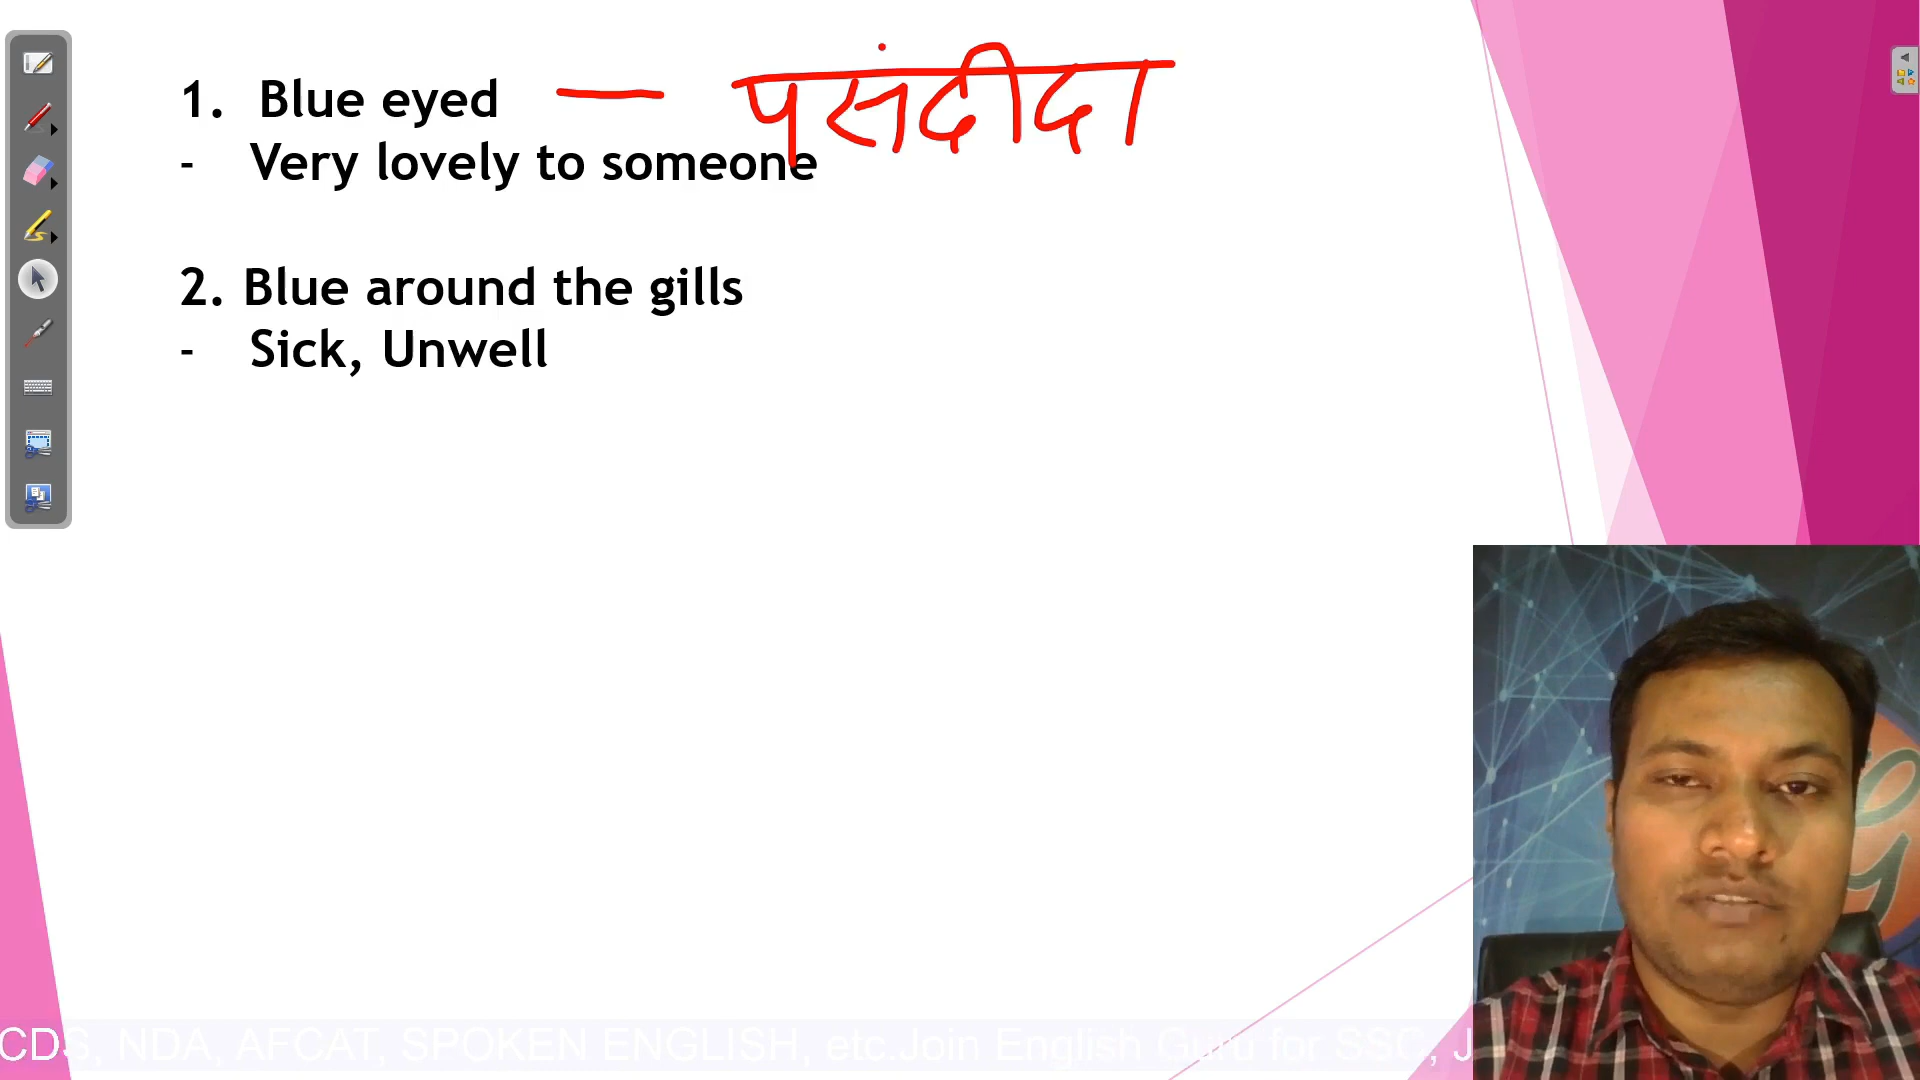 1. Blue eyed — पसंदीदा
- Very lovely to someone
2. Blue around the gills
- Sick, Unwell
CDS, NDA, AFCAT, SPOKEN ENGLISH, etc.Join English Guru for SSC, J